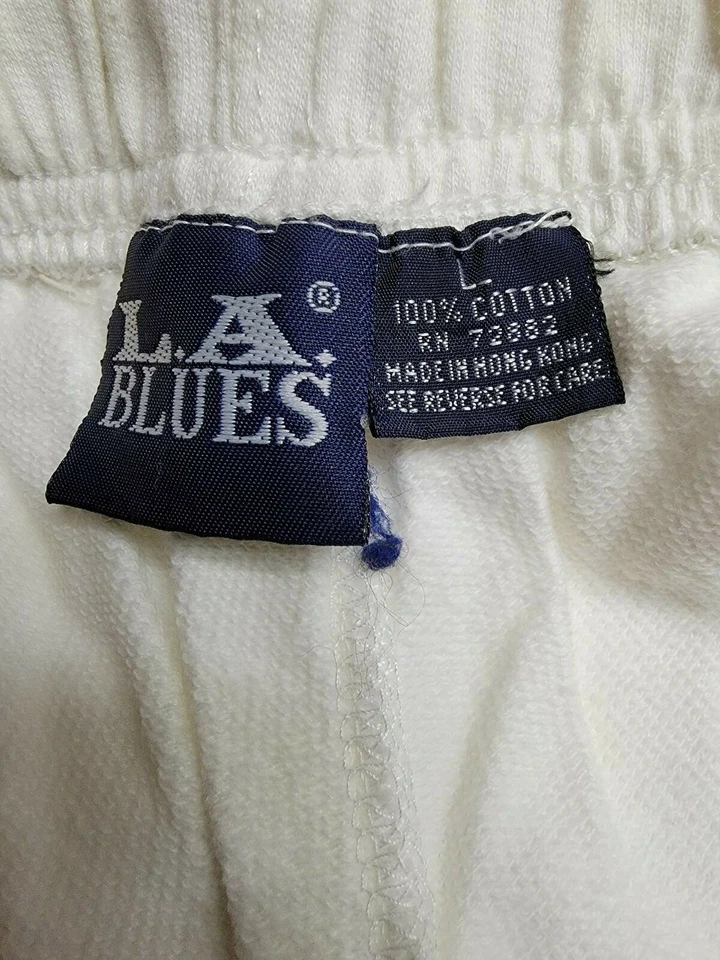 L.A.®
BLUES
L
100% COTTON
RN 72882
MADE IN HONG KONG
SEE REVERSE FOR CARE